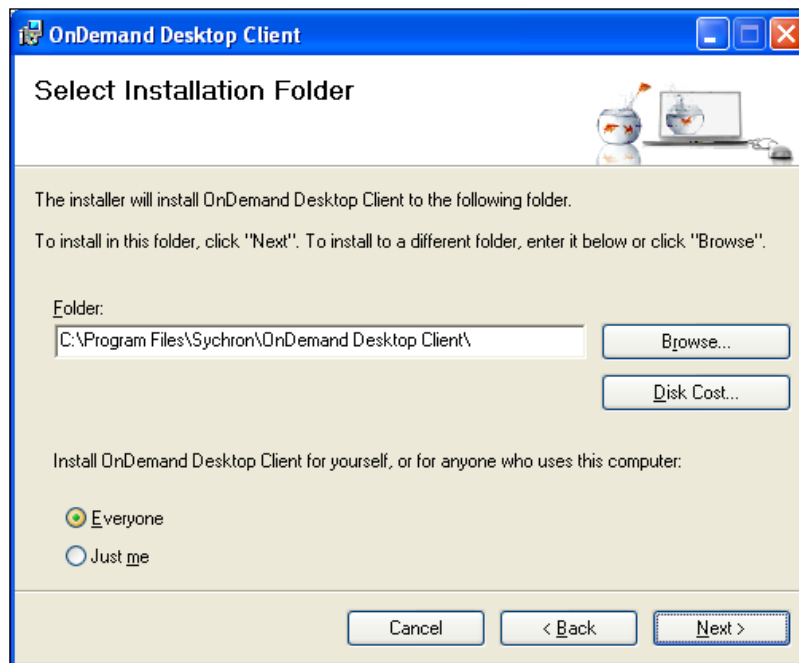 OnDemand Desktop Client
Select Installation Folder
The installer will install OnDemand Desktop Client to the following folder.
To install in this folder, click "Next". To install to a different folder, enter it below or click "Browse".
Folder:
C:\Program Files\Sychron\OnDemand Desktop Client\
Browse...
Disk Cost...
Install OnDemand Desktop Client for yourself, or for anyone who uses this computer:
Everyone
Just me
Cancel
< Back
Next >